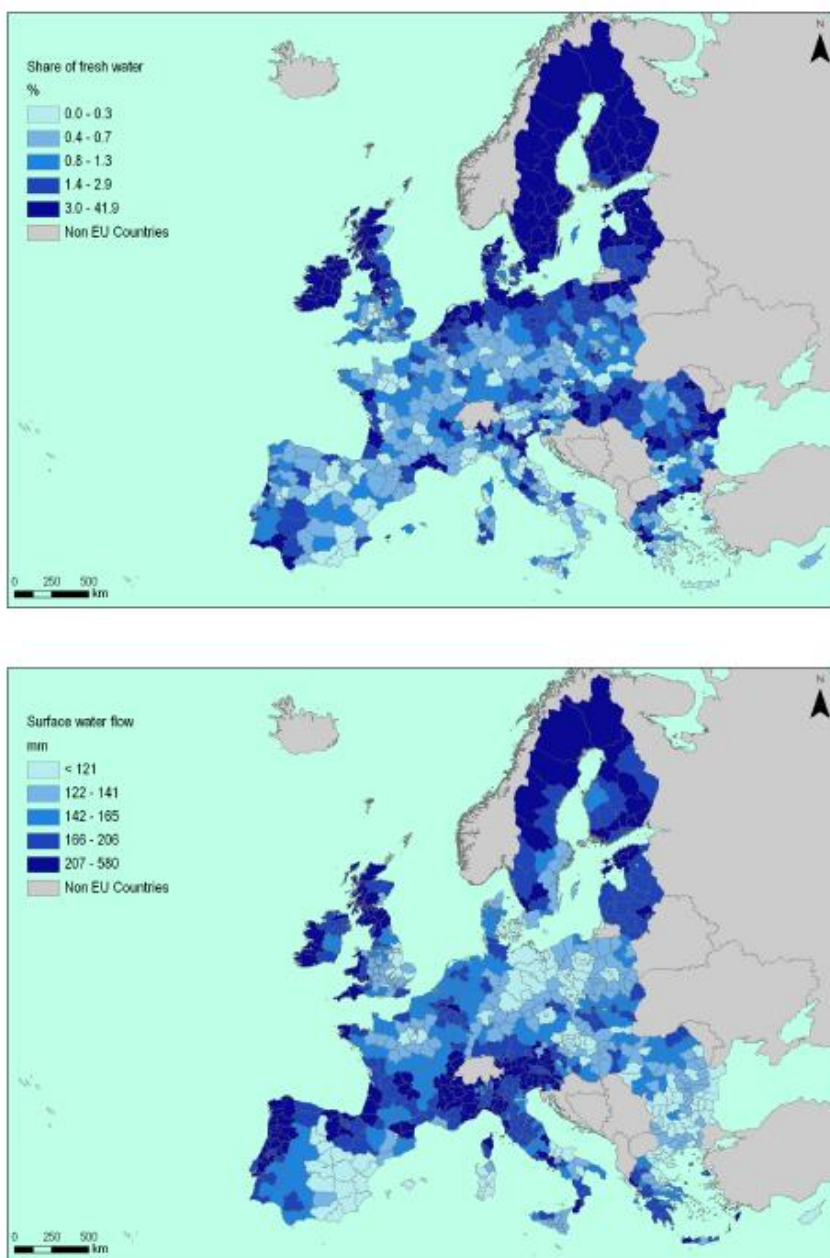 N
Share of fresh water
%
0.0 - 0.3
0.4 - 0.7
0.8 - 1.3
1.4 - 2.9
3.0 - 41.9
Non EU Countries
0 250 500
km
N
Surface water flow
mm
< 121
122 - 141
142 - 165
166 - 206
207 - 580
Non EU Countries
0 250 500
km